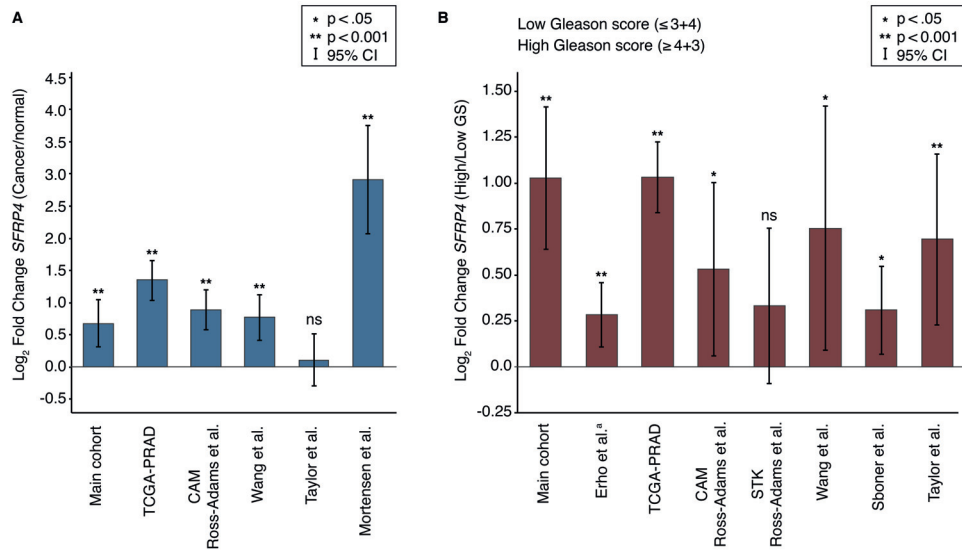 A
* p<.05
** p<0.001
I 95% CI
Log2 Fold Change SFRP4 (Cancer/normal)
4.5
4.0
3.5
3.0
2.5
2.0
1.5
1.0
0.5
0.0
-0.5
**
**
**
**
ns
**
Main cohort
TCGA-PRAD
CAM
Ross-Adams et al.
Wang et al.
Taylor et al.
Mortensen et al.
B
Low Gleason score (≤3+4)
High Gleason score (≥4+3)
* p<.05
** p<0.001
I 95% CI
Log2 Fold Change SFRP4 (High/Low GS)
1.50
1.25
1.00
0.75
0.50
0.25
0.0
-0.25
**
**
**
*
ns
*
*
**
Main cohort
Erho et al.a
TCGA-PRAD
CAM
Ross-Adams et al.
STK
Ross-Adams et al.
Wang et al.
Sboner et al.
Taylor et al.